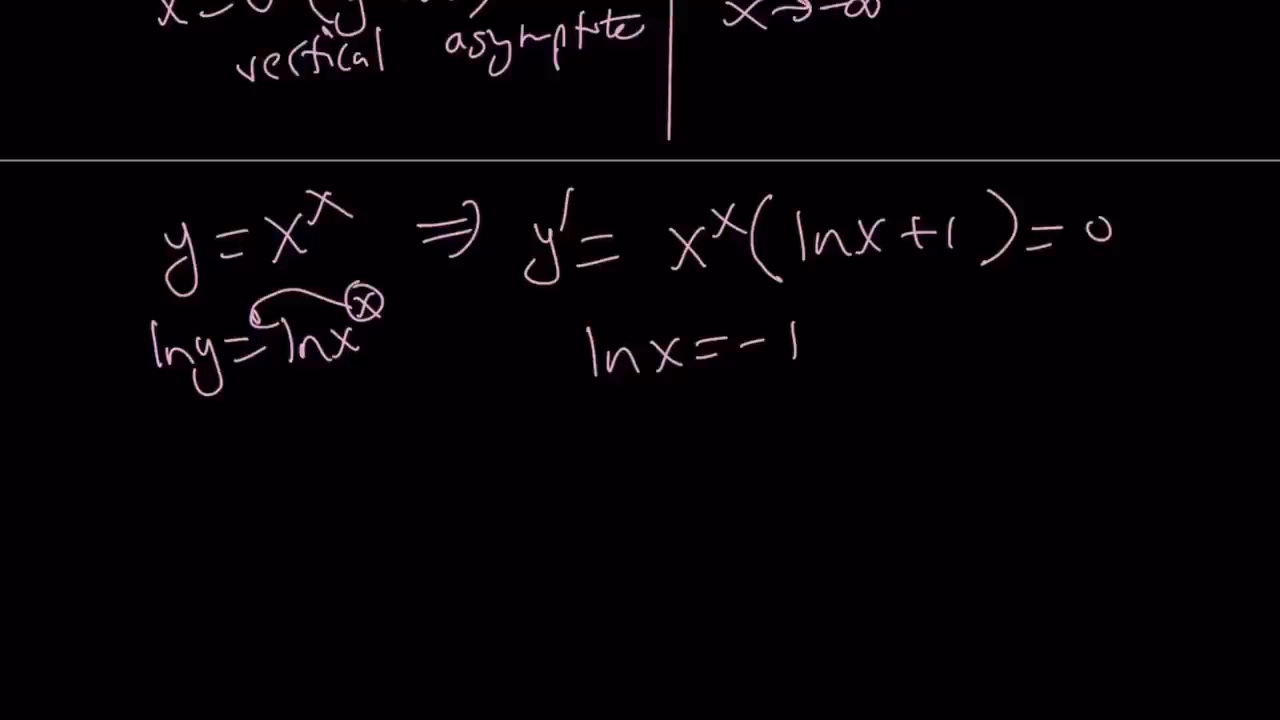 vertical asymptote
x→-∞
y = x^x ⇒ y' = x^x (ln x + 1) = 0
ln y = ln x^x
ln x = -1